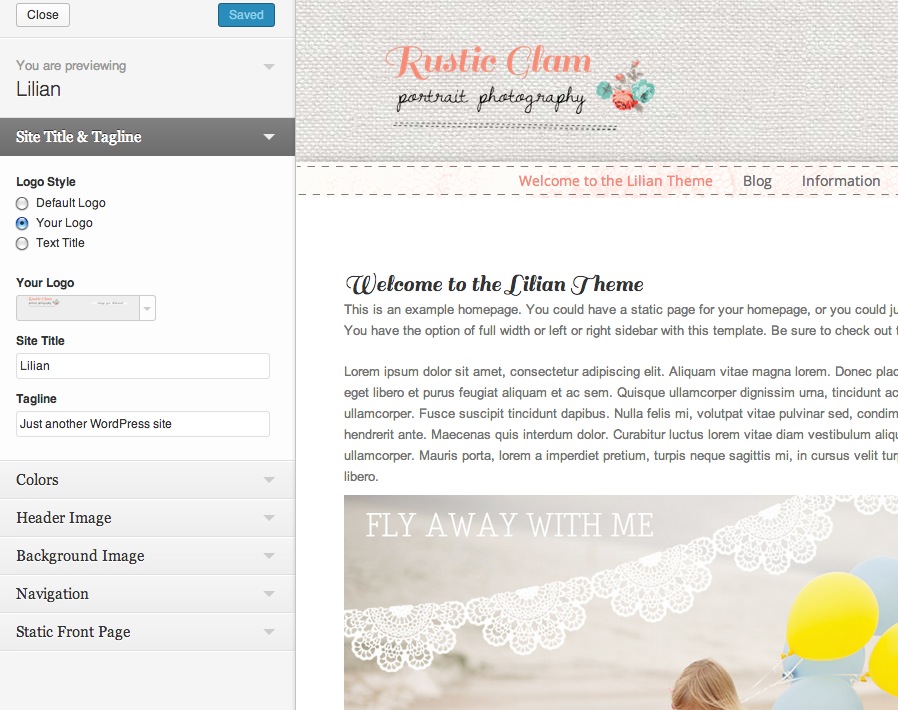 Close
Saved
You are previewing
Lilian
Site Title & Tagline
Logo Style
Default Logo
Your Logo
Text Title
Your Logo
Site Title
Lilian
Tagline
Just another WordPress site
Colors
Header Image
Background Image
Navigation
Static Front Page
Rustic Glam
portrait photography
Welcome to the Lilian Theme
Blog
Information
Welcome to the Lilian Theme
This is an example homepage. You could have a static page for your homepage, or you could
You have the option of full width or left or right sidebar with this template. Be sure to check out
Lorem ipsum dolor sit amet, consectetur adipiscing elit. Aliquam vitae magna lorem. Donec
eget libero et purus feugiat aliquam et ac sem. Quisque ullamcorper dignissim urna, tincidunt ac
ullamcorper. Fusce suscipit tincidunt dapibus. Nulla felis mi, volutpat vitae pulvinar sed,
hendrerit ante. Maecenas quis interdum dolor. Curabitur luctus lorem vitae diam vestibulum
ullamcorper. Mauris porta, lorem a imperdiet pretium, turpis neque sagittis mi, in cursus velit
libero.
FLY AWAY WITH ME